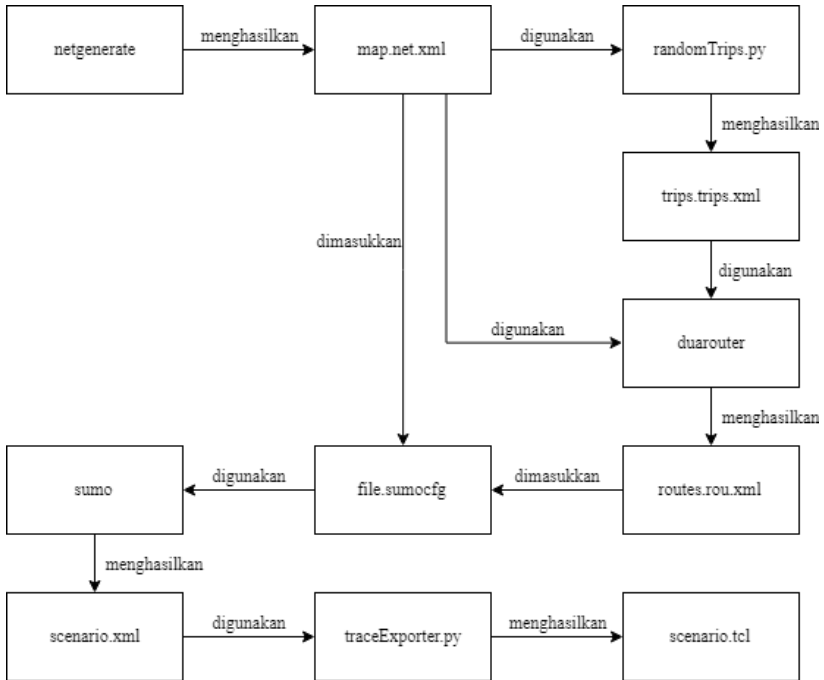 netgenerate
menghasilkan
map.net.xml
digunakan
randomTrips.py
menghasilkan
trips.trips.xml
dimasukkan
digunakan
digunakan
duarouter
menghasilkan
sumo
digunakan
file.sumocfg
dimasukkan
routes.rou.xml
menghasilkan
scenario.xml
digunakan
traceExporter.py
menghasilkan
scenario.tcl